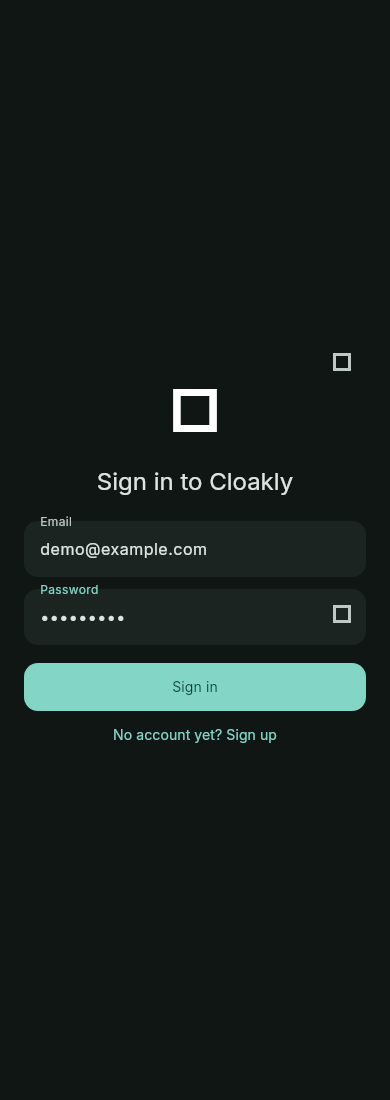 Sign in to Cloakly
Email
demo@example.com
Password
•••••••••
Sign in
No account yet? Sign up